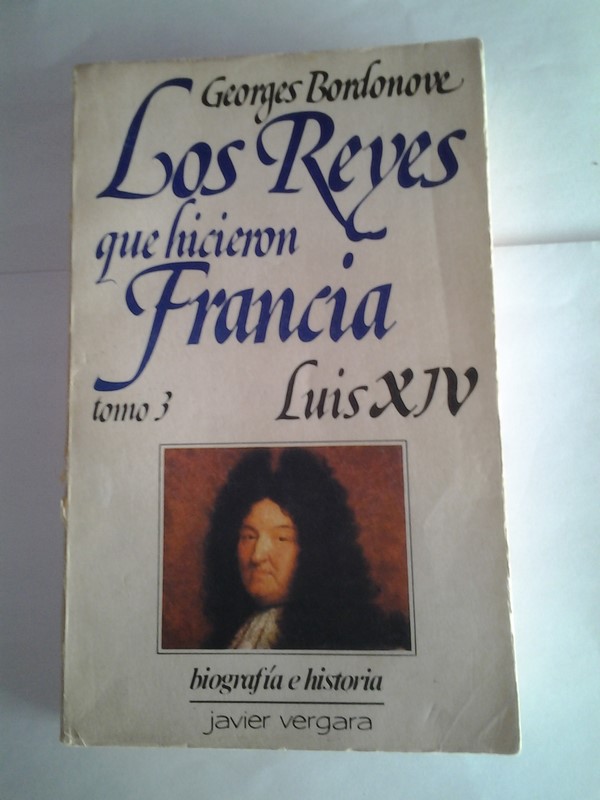 Georges Bordonove
Los Reyes
que hicieron
Francia
tomo 3 Luis XIV
biografía e historia
javier vergara